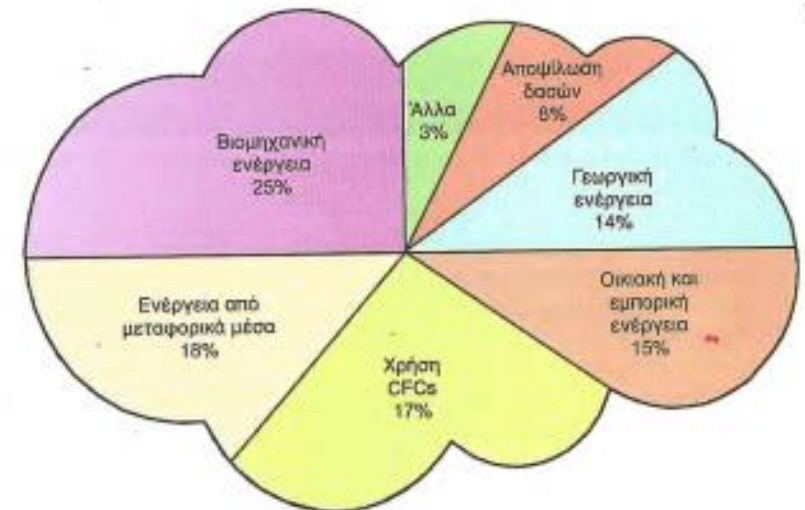 Άλλα
3%
Αποψίλωση
δασών
8%
Γεωργική
ενέργεια
14%
Οικιακή και
εμπορική
ενέργεια
15%
Χρήση
CFCs
17%
Ενέργεια από
μεταφορικά μέσα
18%
Βιομηχανική
ενέργεια
25%